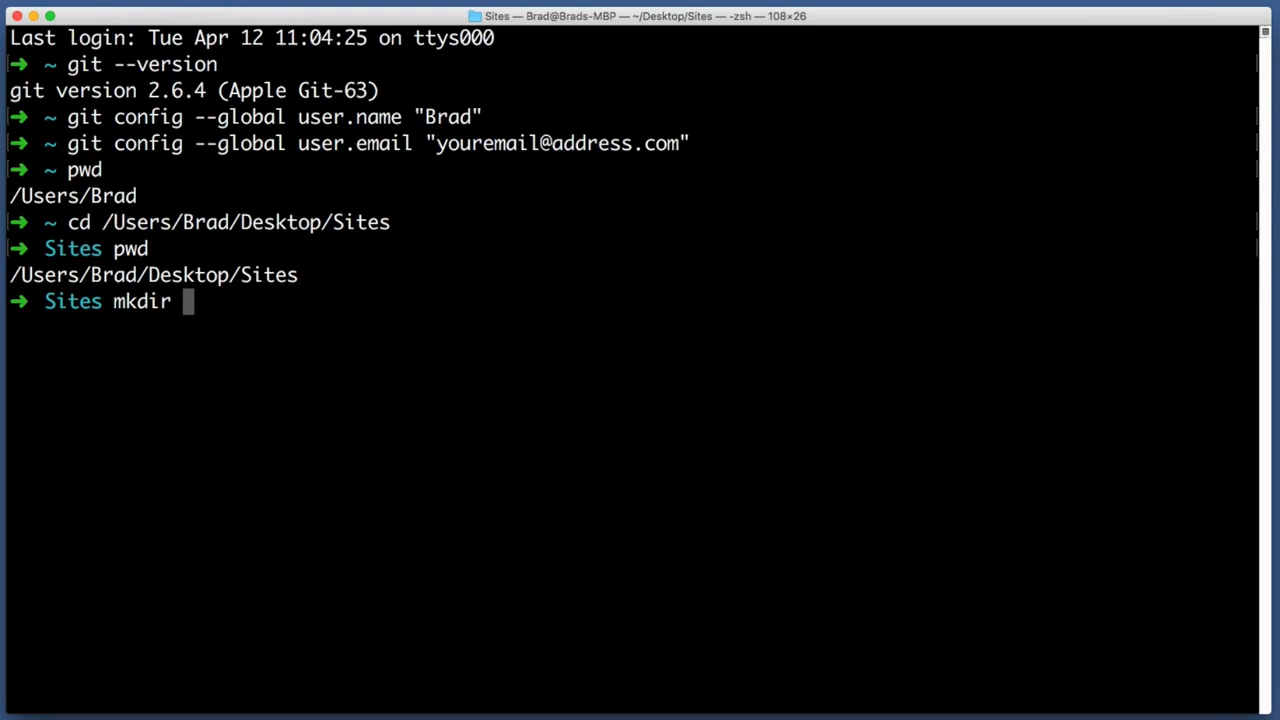 Sites — Brad@Brads-MBP — ~/Desktop/Sites — -zsh — 108×26
Last login: Tue Apr 12 11:04:25 on ttys000
➜ ~ git --version
git version 2.6.4 (Apple Git-63)
➜ ~ git config --global user.name "Brad"
➜ ~ git config --global user.email "youremail@address.com"
➜ ~ pwd
/Users/Brad
➜ ~ cd /Users/Brad/Desktop/Sites
➜ Sites pwd
/Users/Brad/Desktop/Sites
➜ Sites mkdir